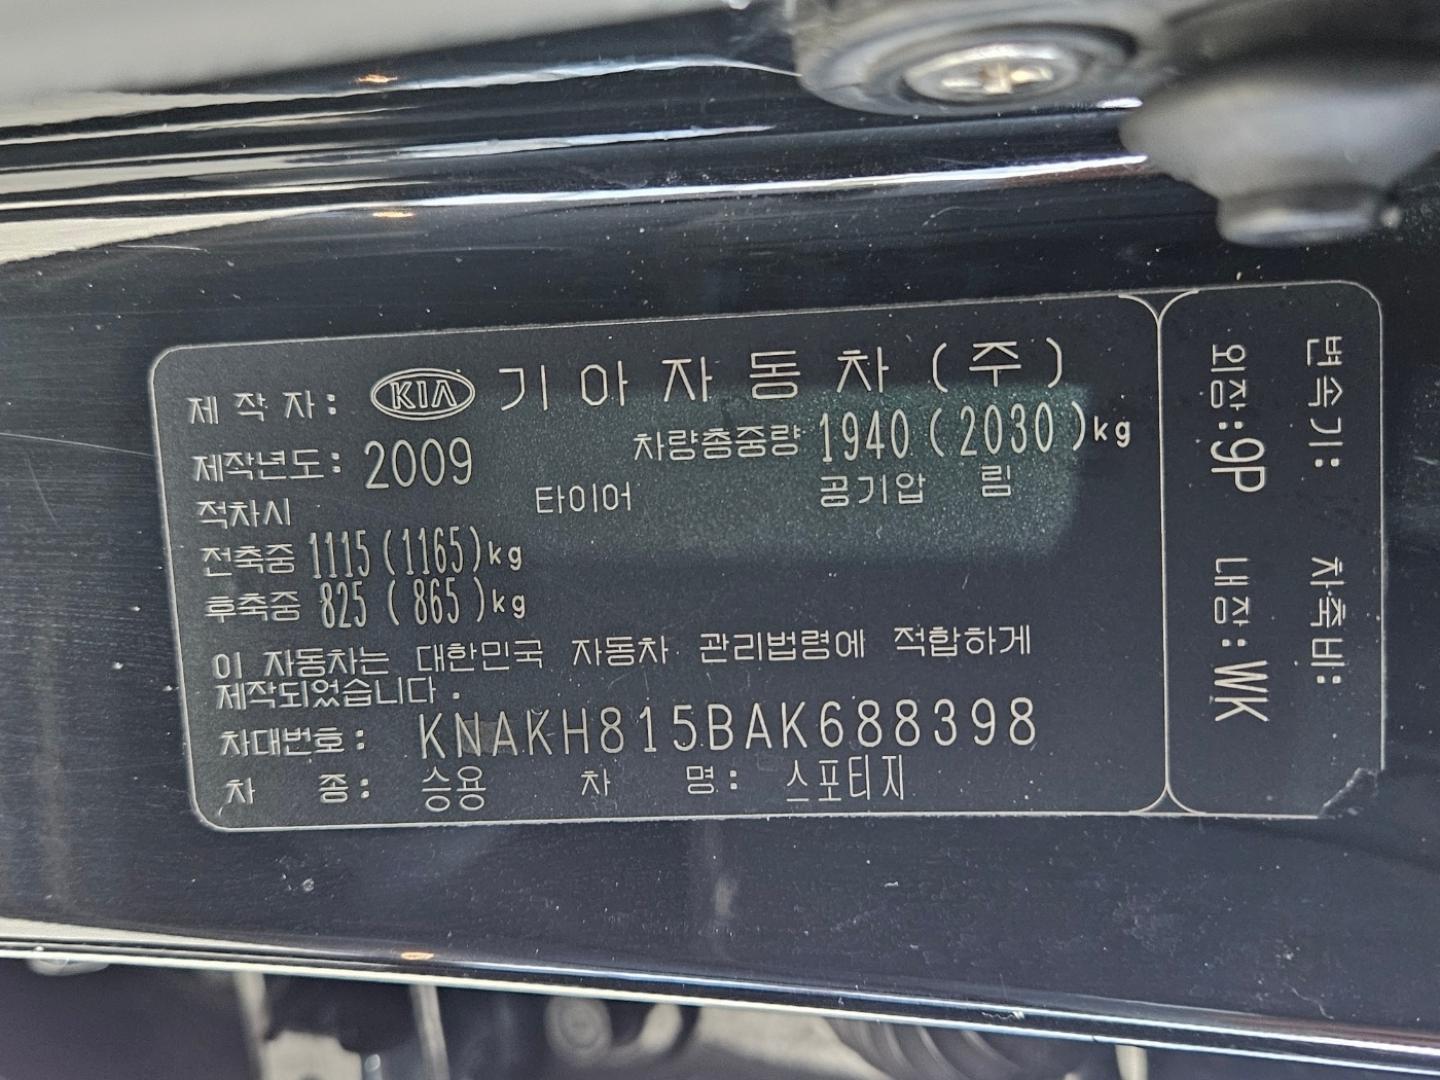 제 작 자: KIA 기 아 자 동 차 ( 주 )
제작년도: 2009 차량총중량 1940 ( 2030 )kg
적차시 타이어 공기압 림
전축중 1115 (1165)kg
후축중 825 ( 865 )kg
이 자동차는 대한민국 자동차 관리법령에 적합하게
제작되었습니다.
차대번호: KNAKH815BAK688398
차 종: 승용 차 명: 스포티지
변속기: 차축비:
외장:9P 내장:WK